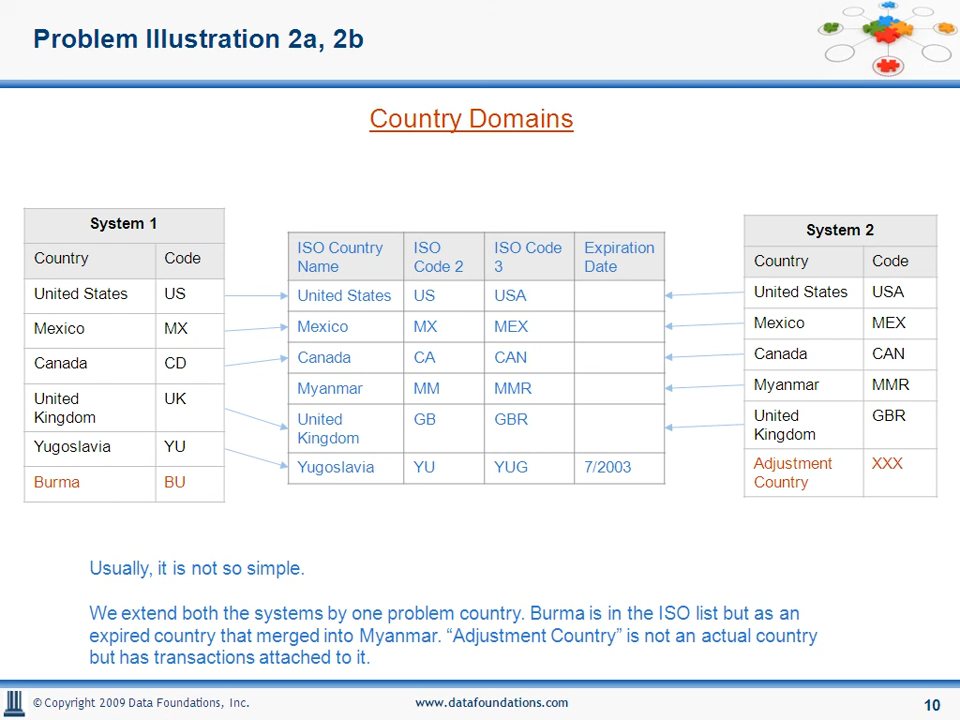 Problem Illustration 2a, 2b
Country Domains
System 1
Country Code
United States US
Mexico MX
Canada CD
United
Kingdom UK
Yugoslavia YU
Burma BU
ISO Country
Name ISO
Code 2 ISO Code
3 Expiration
Date
United States US USA
Mexico MX MEX
Canada CA CAN
Myanmar MM MMR
United
Kingdom GB GBR
Yugoslavia YU YUG 7/2003
System 2
Country Code
United States USA
Mexico MEX
Canada CAN
Myanmar MMR
United
Kingdom GBR
Adjustment
Country XXX
Usually, it is not so simple.
We extend both the systems by one problem country. Burma is in the ISO list but as an
expired country that merged into Myanmar. “Adjustment Country” is not an actual country
but has transactions attached to it.
© Copyright 2009 Data Foundations, Inc. www.datafoundations.com 10